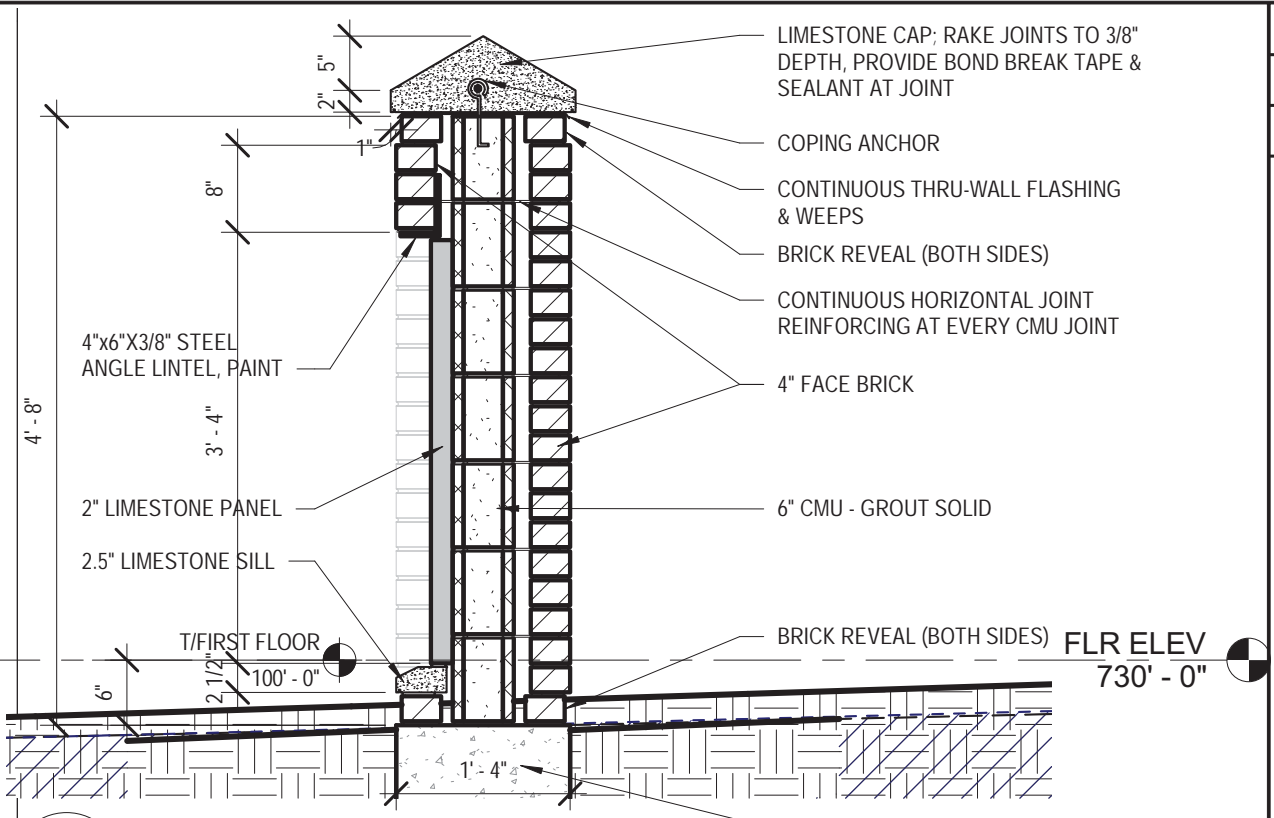 LIMESTONE CAP; RAKE JOINTS TO 3/8"
DEPTH, PROVIDE BOND BREAK TAPE &
SEALANT AT JOINT
5"
2"
COPING ANCHOR
1"
CONTINUOUS THRU-WALL FLASHING
& WEEPS
8"
BRICK REVEAL (BOTH SIDES)
CONTINUOUS HORIZONTAL JOINT
REINFORCING AT EVERY CMU JOINT
4"x6"X3/8" STEEL
ANGLE LINTEL, PAINT
4" FACE BRICK
4' - 8"
3' - 4"
2" LIMESTONE PANEL
6" CMU - GROUT SOLID
2.5" LIMESTONE SILL
BRICK REVEAL (BOTH SIDES)
T/FIRST FLOOR
100' - 0"
FLR ELEV
730' - 0"
6"
2 1/2"
1' - 4"